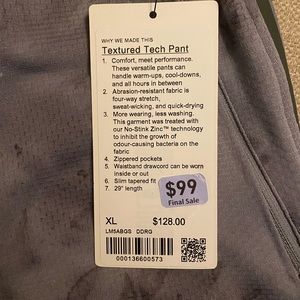 WHY WE MADE THIS
Textured Tech Pant
1. Comfort, meet performance.
These versatile pants can
handle warm-ups, cool-downs,
and all hours in between
2. Abrasion-resistant fabric is
four-way stretch,
sweat-wicking, and quick-drying
3. More wearing, less washing.
This garment was treated with
our No-Stink Zinc™ technology
to inhibit the growth of
odour-causing bacteria on the
fabric
4. Zippered pockets
5. Waistband drawcord can be worn
inside or out
6. Slim tapered fit
7. 29" length
$99
Final Sale
XL $128.00
LM5ABGS DDRG
000136600573